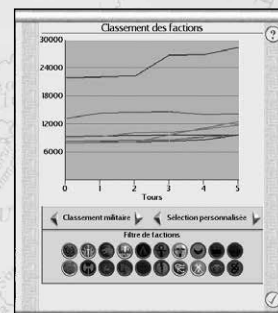 Classement des factions
?
30000
24000
18000
12000
6000
0 1 2 3 4 5
Tours
Classement militaire Sélection personnalisée
Filtre de factions